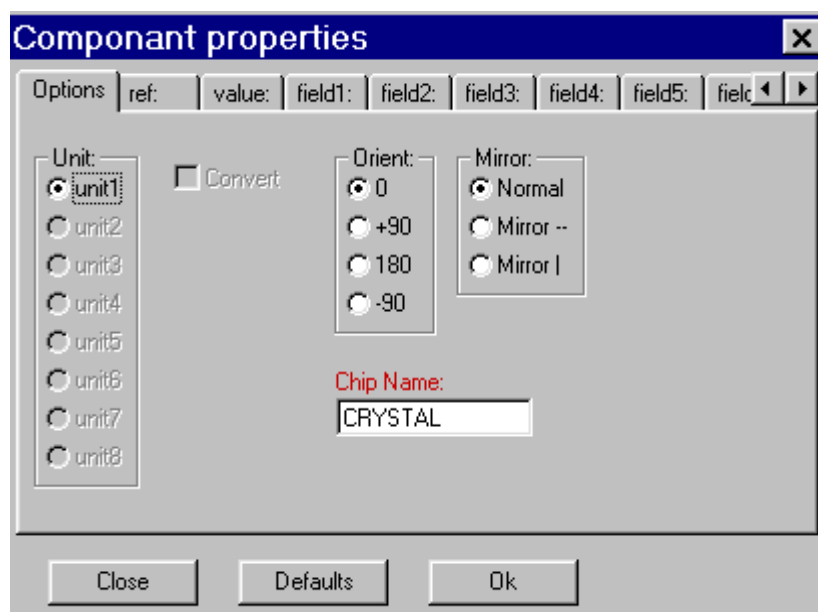 Componant properties
Options ref: value: field1: field2: field3: field4: field5: field
Unit:
unit1
unit2
unit3
unit4
unit5
unit6
unit7
unit8
Convert
Orient:
0
+90
180
-90
Mirror:
Normal
Mirror --
Mirror |
Chip Name:
CRYSTAL
Close Defaults Ok